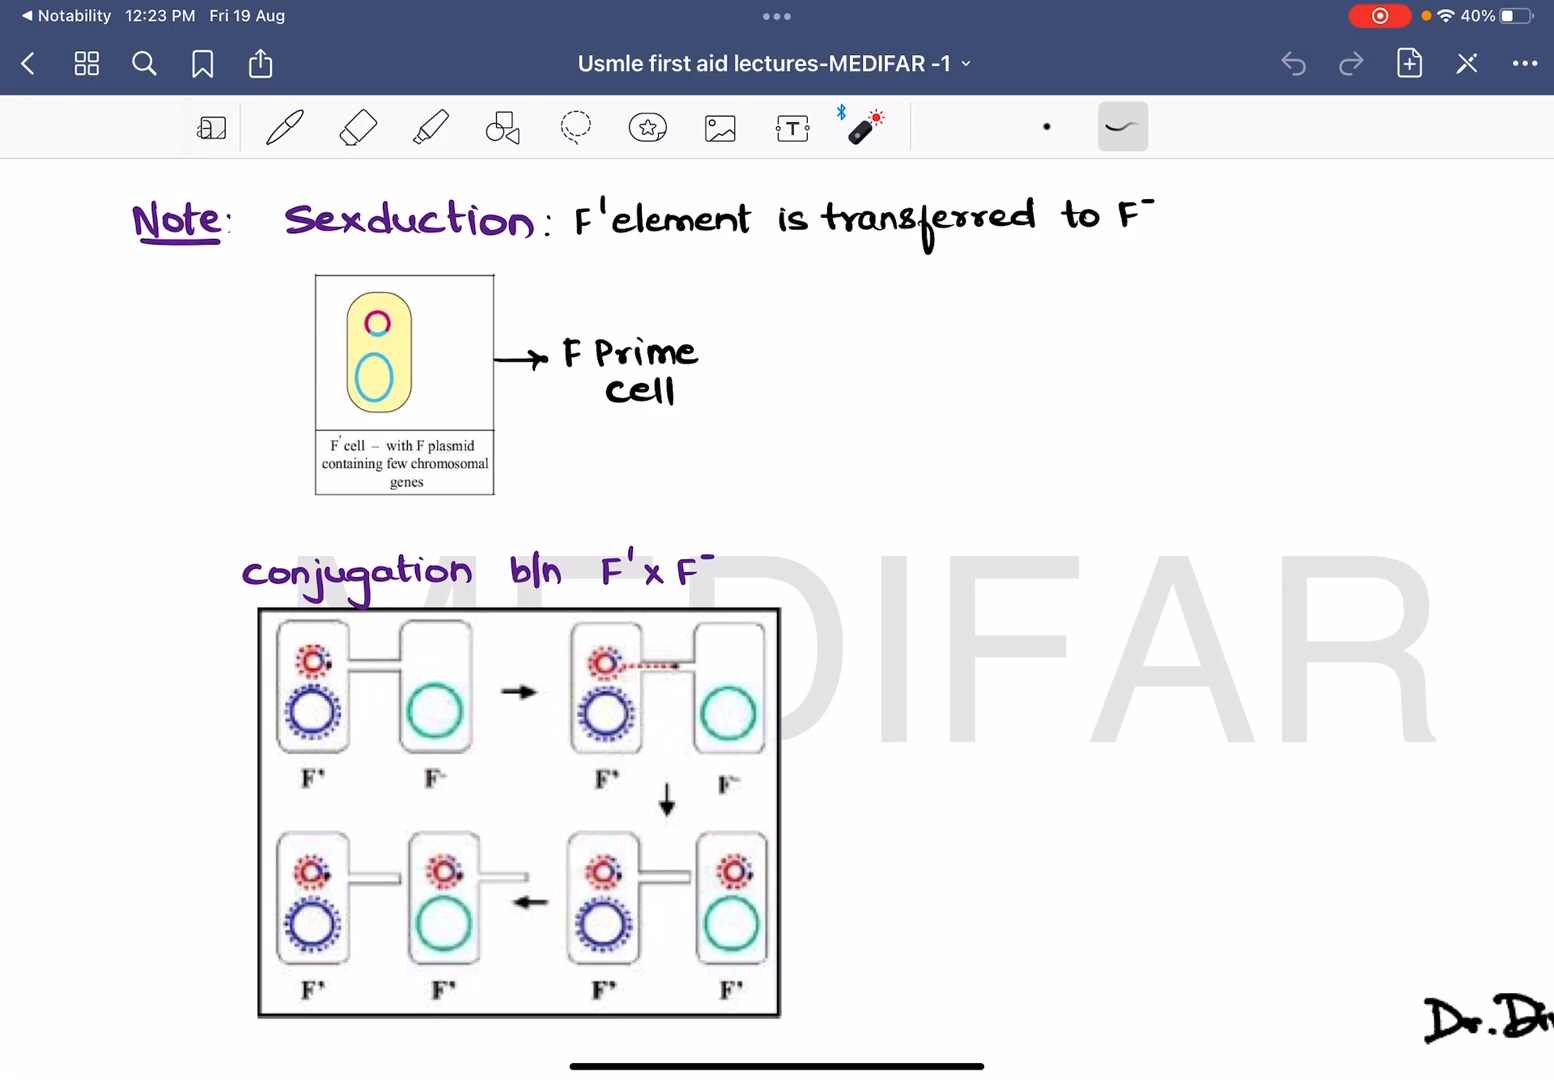 Notability 12:23 PM Fri 19 Aug
40%
Usmle first aid lectures-MEDIFAR -1
T
Note: Sexduction: F'element is transferred to F⁻
F Prime
cell
F'cell – with F plasmid
containing few chromosomal
genes
conjugation b/n F' x F⁻
MEDIFAR
F' F⁻ F' F⁻
F' F' F' F'
Dr.